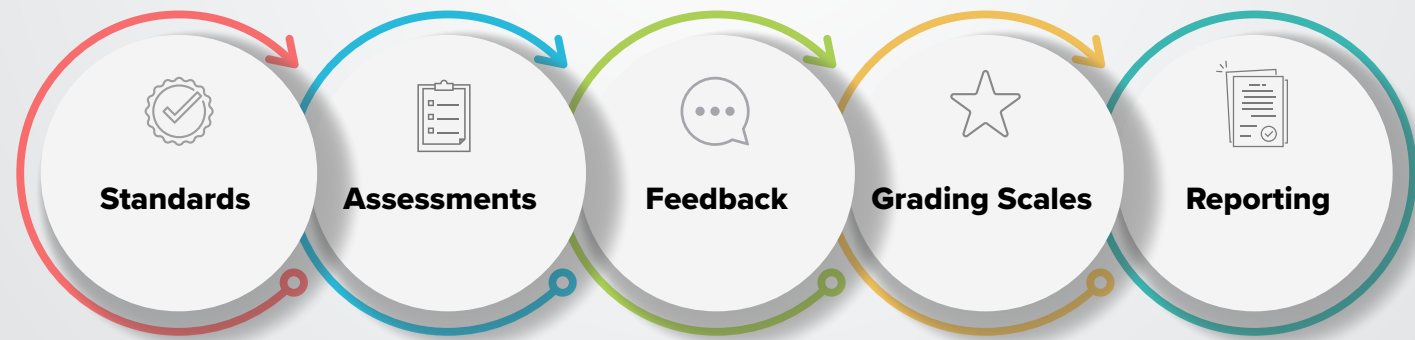 Standards
Assessments
Feedback
Grading Scales
Reporting